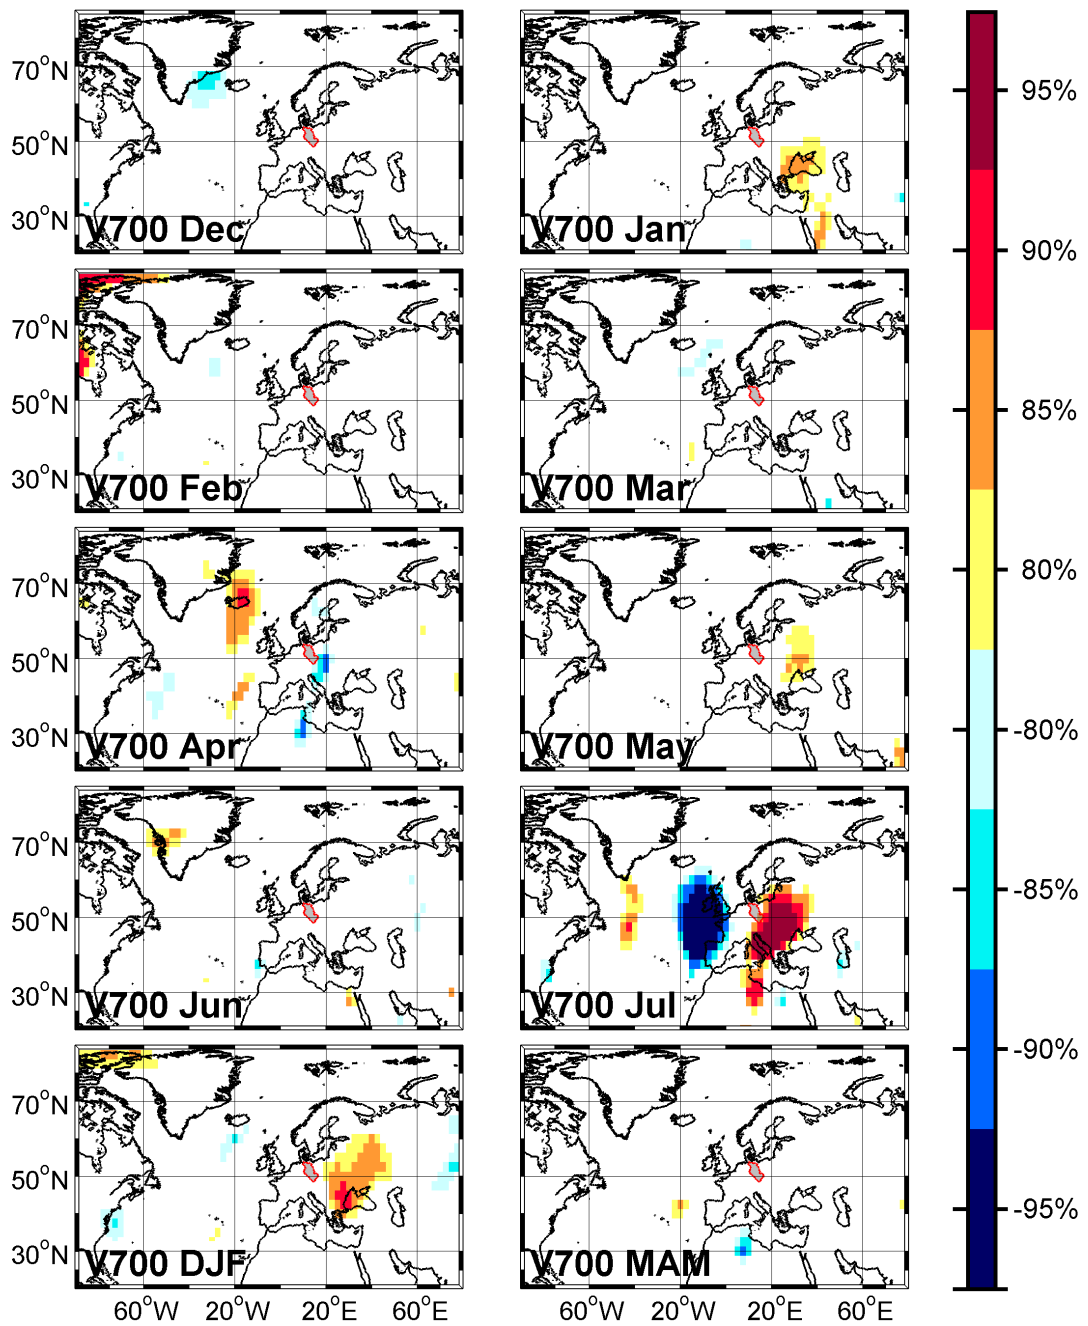 70°N
50°N
30°N
V700 Dec
V700 Jan
70°N
50°N
30°N
V700 Feb
V700 Mar
70°N
50°N
30°N
V700 Apr
V700 May
70°N
50°N
30°N
V700 Jun
V700 Jul
70°N
50°N
30°N
V700 DJF
V700 MAM
60°W 20°W 20°E 60°E
60°W 20°W 20°E 60°E
95%
90%
85%
80%
-80%
-85%
-90%
-95%